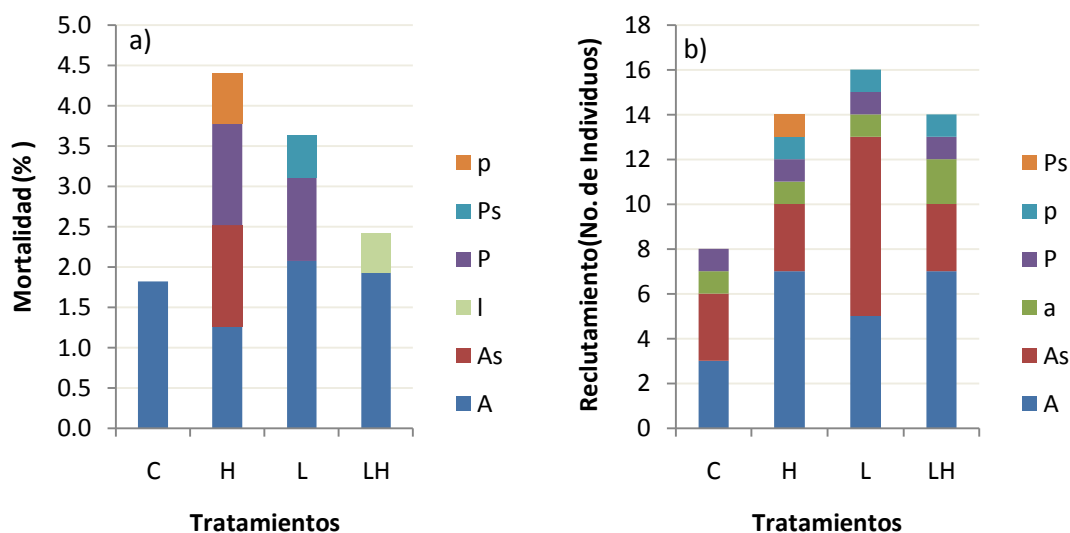 a)
Mortalidad (%)
5.0
4.5
4.0
3.5
3.0
2.5
2.0
1.5
1.0
0.5
0.0
C H L LH
Tratamientos
p
Ps
P
l
As
A
b)
Reclutamiento(No. de Individuos)
18
16
14
12
10
8
6
4
2
0
C H L LH
Tratamientos
Ps
p
P
a
As
A